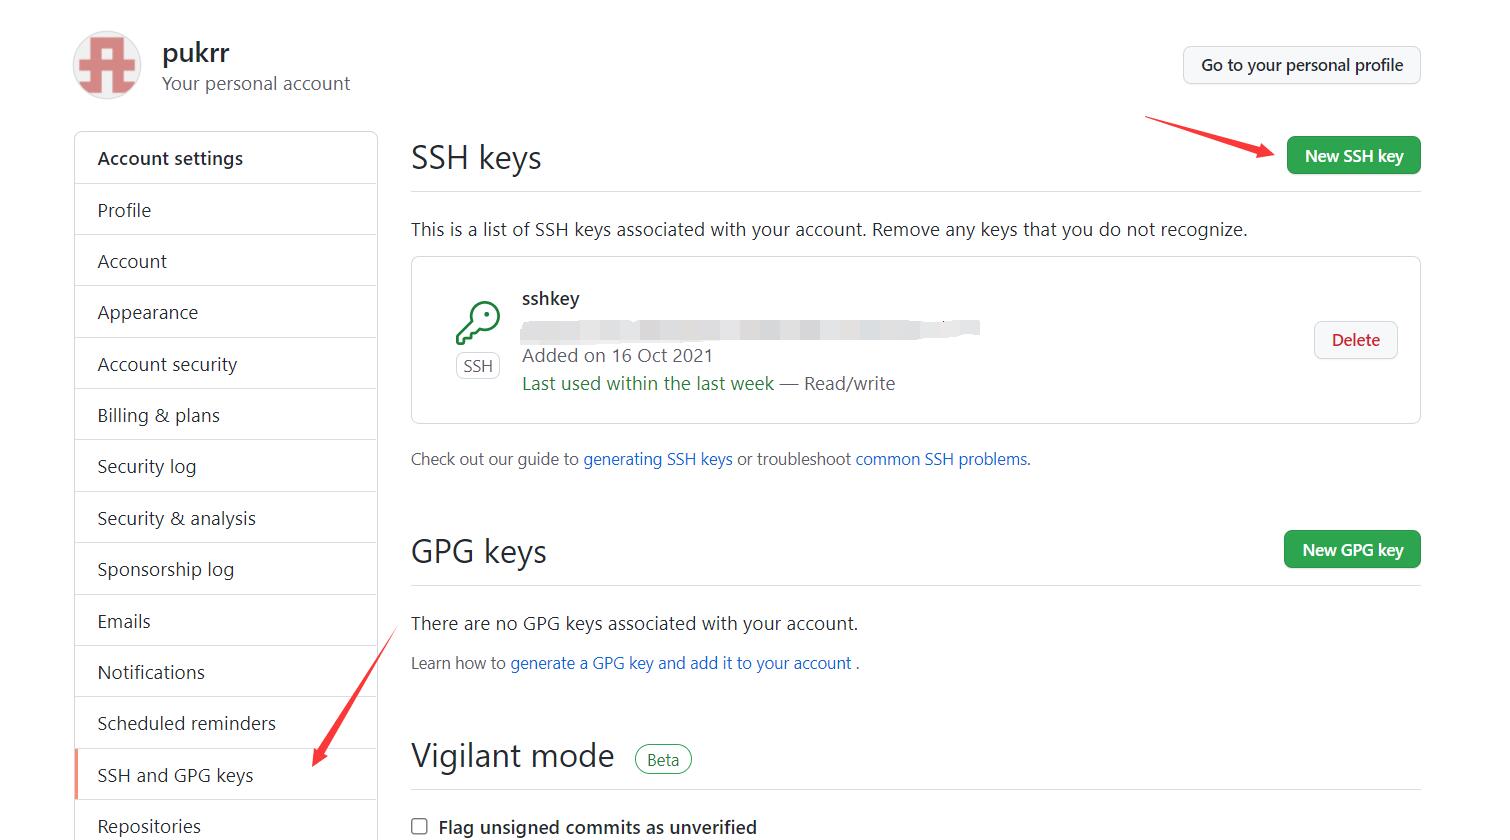 pukrr
Your personal account
Go to your personal profile
Account settings
Profile
Account
Appearance
Account security
Billing & plans
Security log
Security & analysis
Sponsorship log
Emails
Notifications
Scheduled reminders
SSH and GPG keys
Repositories
SSH keys
New SSH key
This is a list of SSH keys associated with your account. Remove any keys that you do not recognize.
sshkey
SSH
Added on 16 Oct 2021
Last used within the last week — Read/write
Delete
Check out our guide to generating SSH keys or troubleshoot common SSH problems.
GPG keys
New GPG key
There are no GPG keys associated with your account.
Learn how to generate a GPG key and add it to your account .
Vigilant mode Beta
Flag unsigned commits as unverified